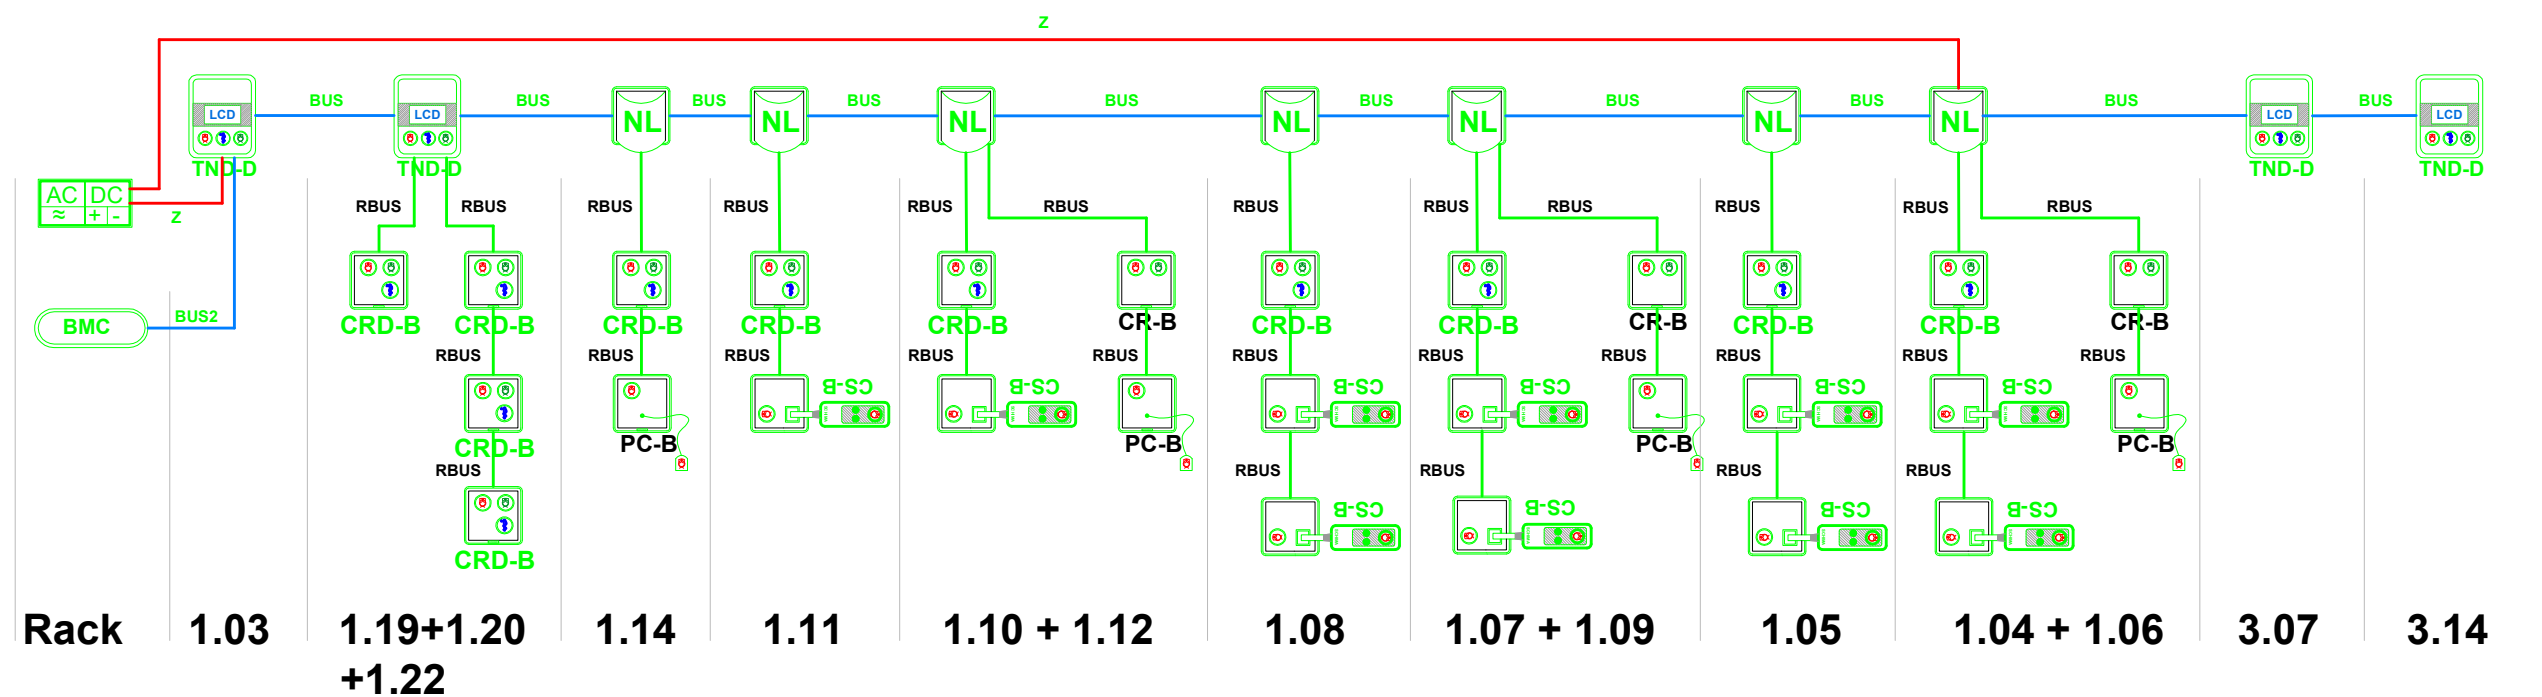 Z
BUS BUS BUS BUS BUS BUS BUS BUS BUS BUS
LCD LCD NL NL NL NL NL NL NL LCD LCD
TND-D TND-D TND-D TND-D
AC DC
≈ + -
Z
RBUS RBUS RBUS RBUS RBUS RBUS RBUS RBUS RBUS RBUS RBUS RBUS
BMC
BUS2
CRD-B CRD-B CRD-B CRD-B CRD-B CR-B CRD-B CRD-B CR-B CRD-B CRD-B CR-B
RBUS RBUS RBUS RBUS RBUS RBUS RBUS RBUS RBUS RBUS RBUS
CS-B CS-B CS-B CS-B CS-B CS-B
CRD-B PC-B PC-B PC-B PC-B
RBUS RBUS RBUS RBUS RBUS
CS-B CS-B CS-B CS-B
CRD-B
Rack 1.03 1.19+1.20 1.14 1.11 1.10 + 1.12 1.08 1.07 + 1.09 1.05 1.04 + 1.06 3.07 3.14
+1.22